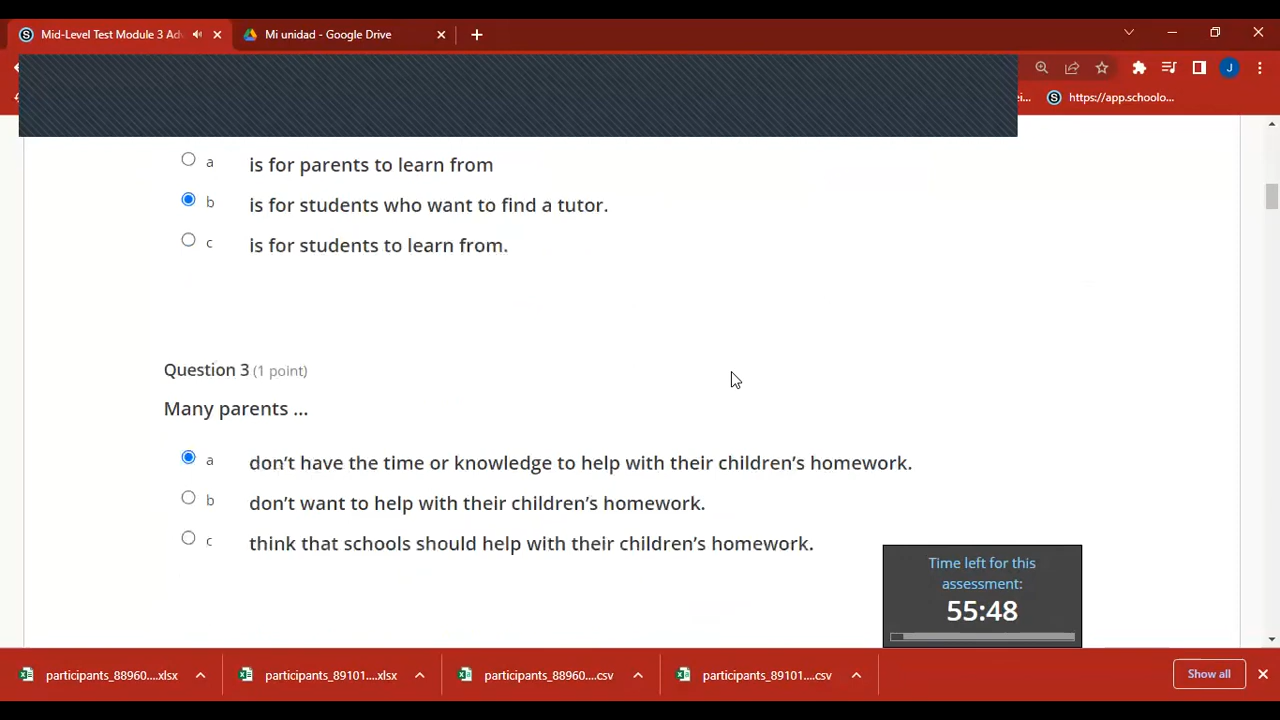 Mid-Level Test Module 3 Adv
Mi unidad - Google Drive
J
ei...
https://app.schoolo...
a is for parents to learn from
b is for students who want to find a tutor.
c is for students to learn from.
Question 3 (1 point)
Many parents ...
a don't have the time or knowledge to help with their children's homework.
b don't want to help with their children's homework.
c think that schools should help with their children's homework.
Time left for this
assessment:
55:48
participants_88960....xlsx
participants_89101....xlsx
participants_88960....csv
participants_89101....csv
Show all